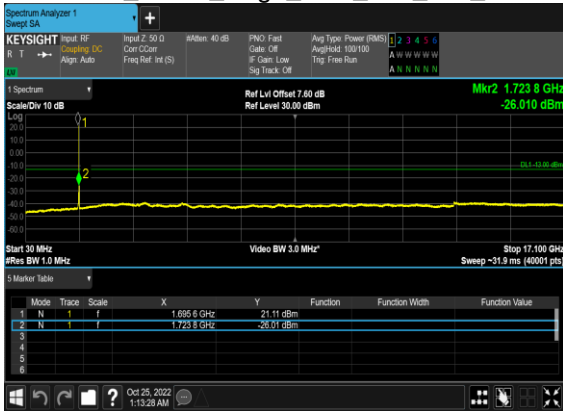 Spectrum Analyzer 1
Swept SA
KEYSIGHT Input: RF Input Z: 50 Ω #Atten: 40 dB PNO: Fast Avg Type: Power (RMS) 1 2 3 4 5 6
R T Coupling: DC Corr CCorr Gate: Off Avg|Hold: 100/100 A W W W W W
Align: Auto Freq Ref: Int (S) IF Gain: Low Trig: Free Run
LXI Sig Track: Off A N N N N N
1 Spectrum Ref Lvl Offset 7.60 dB Mkr2 1.723 8 GHz
Scale/Div 10 dB Ref Level 30.00 dBm -26.010 dBm
Log
20.0
10.0
0.00
-10.0
-20.0
-30.0
-40.0
-50.0
-60.0
1
2
DL1 -13.00 dBm
Start 30 MHz Video BW 3.0 MHz* Stop 17.100 GHz
#Res BW 1.0 MHz Sweep ~31.9 ms (40001 pts)
5 Marker Table
Mode Trace Scale X Y Function Function Width Function Value
1 N 1 f 1.695 6 GHz 21.11 dBm
2 N 1 f 1.723 8 GHz -26.01 dBm
3
4
5
6
? Oct 25, 2022
1:13:28 AM